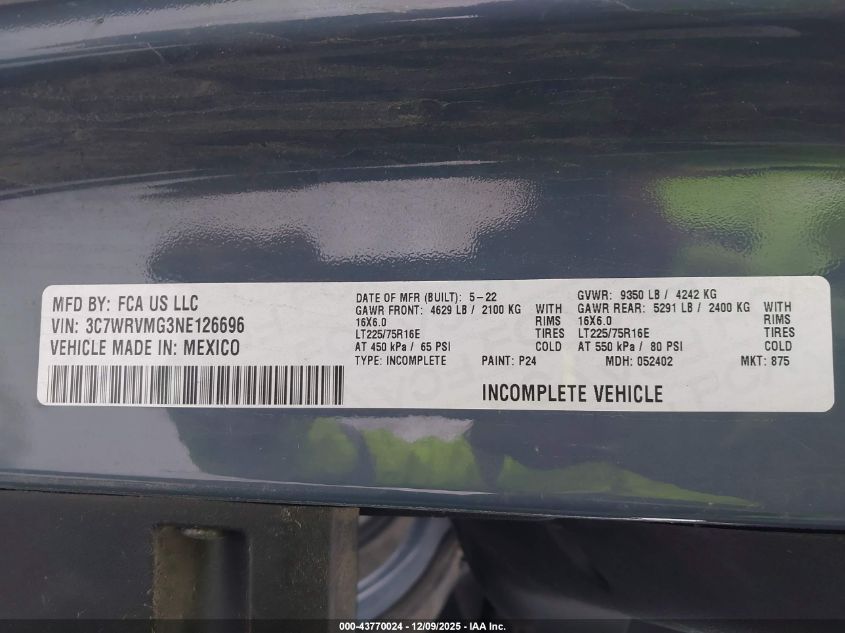 MFD BY: FCA US LLC
VIN: 3C7WRVMG3NE126696
VEHICLE MADE IN: MEXICO
DATE OF MFR (BUILT): 5-22
GAWR FRONT: 4629 LB / 2100 KG WITH
16X6.0 RIMS
LT225/75R16E TIRES
AT 450 kPa / 65 PSI COLD
TYPE: INCOMPLETE PAINT: P24
GVWR: 9350 LB / 4242 KG
GAWR REAR: 5291 LB / 2400 KG WITH
16X6.0 RIMS
LT225/75R16E TIRES
AT 550 kPa / 80 PSI COLD
MDH: 052402 MKT: 875
INCOMPLETE VEHICLE
000-43770024 | 12/09/2025 - IAA Inc.